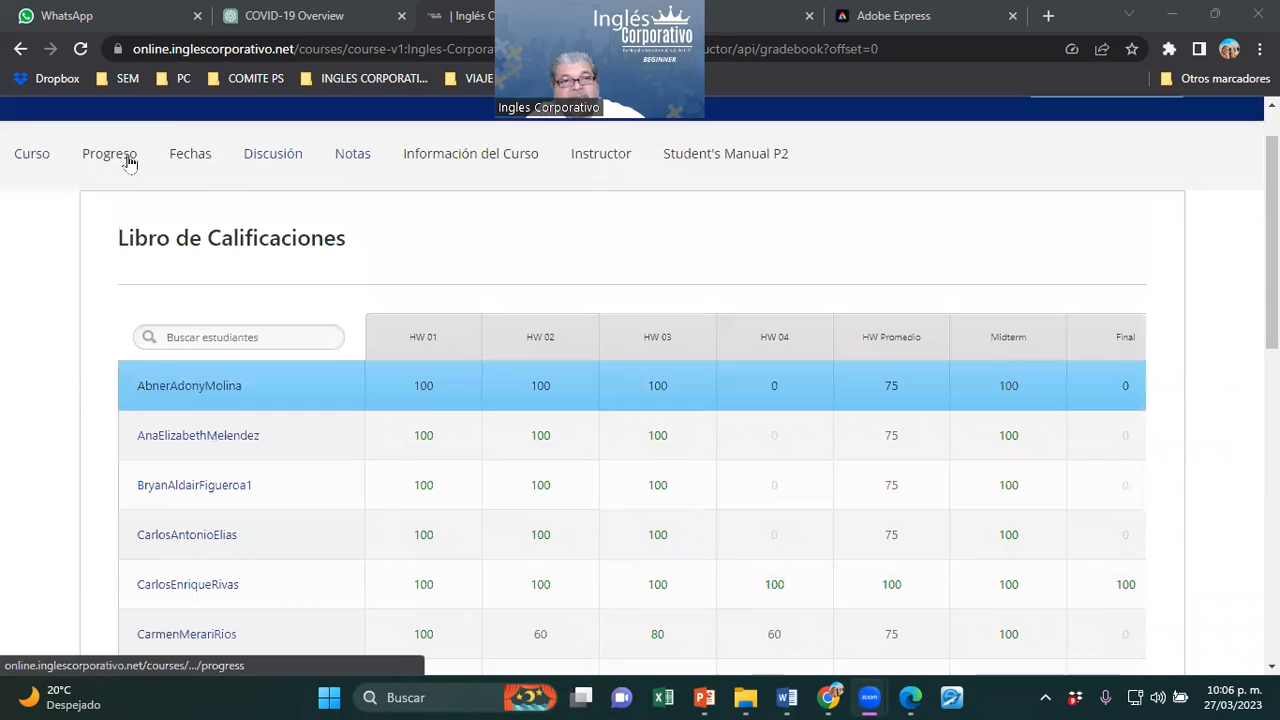 WhatsApp
COVID-19 Overview
| Inglés C
Adobe Express
online.inglescorporativo.net/courses/course-v1:Ingles-Corpora
uctor/api/gradebook?offset=0
Dropbox
SEM
PC
COMITE PS
INGLES CORPORATI...
VIAJE
Otros marcadores
Inglés
Corporativo
BEGINNER
Ingles Corporativo
Curso
Progreso
Fechas
Discusión
Notas
Información del Curso
Instructor
Student's Manual P2
Libro de Calificaciones
Buscar estudiantes
HW 01 HW 02 HW 03 HW 04 HW Promedio Midterm Final
AbnerAdonyMolina 100 100 100 0 75 100 0
AnaElizabethMelendez 100 100 100 0 75 100 0
BryanAldairFigueroa1 100 100 100 0 75 100 0
CarlosAntonioElias 100 100 100 0 75 100 0
CarlosEnriqueRivas 100 100 100 100 100 100 100
CarmenMerariRios 100 60 80 60 75 100 0
online.inglescorporativo.net/courses/.../progress
20°C
Despejado
Buscar
zoom
10:06 p. m.
27/03/2023